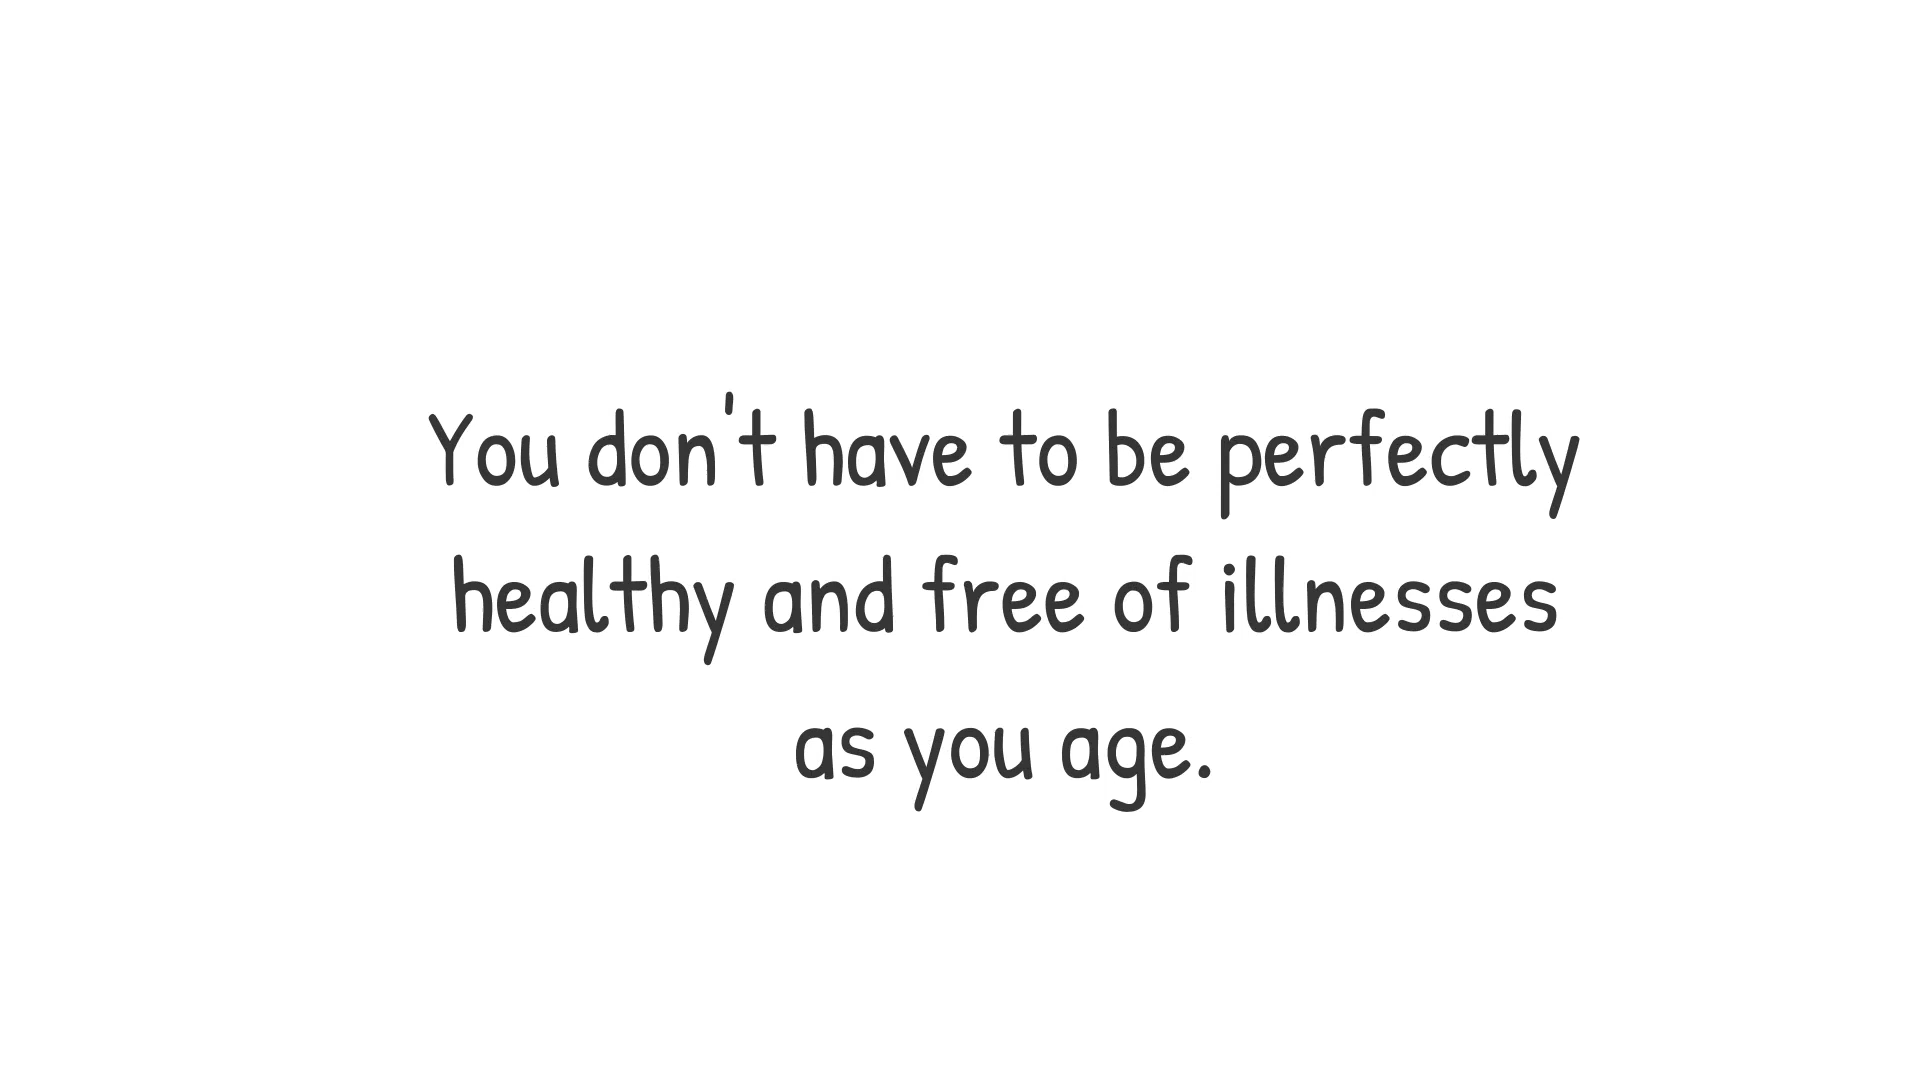 You don't have to be perfectly
healthy and free of illnesses
as you age.